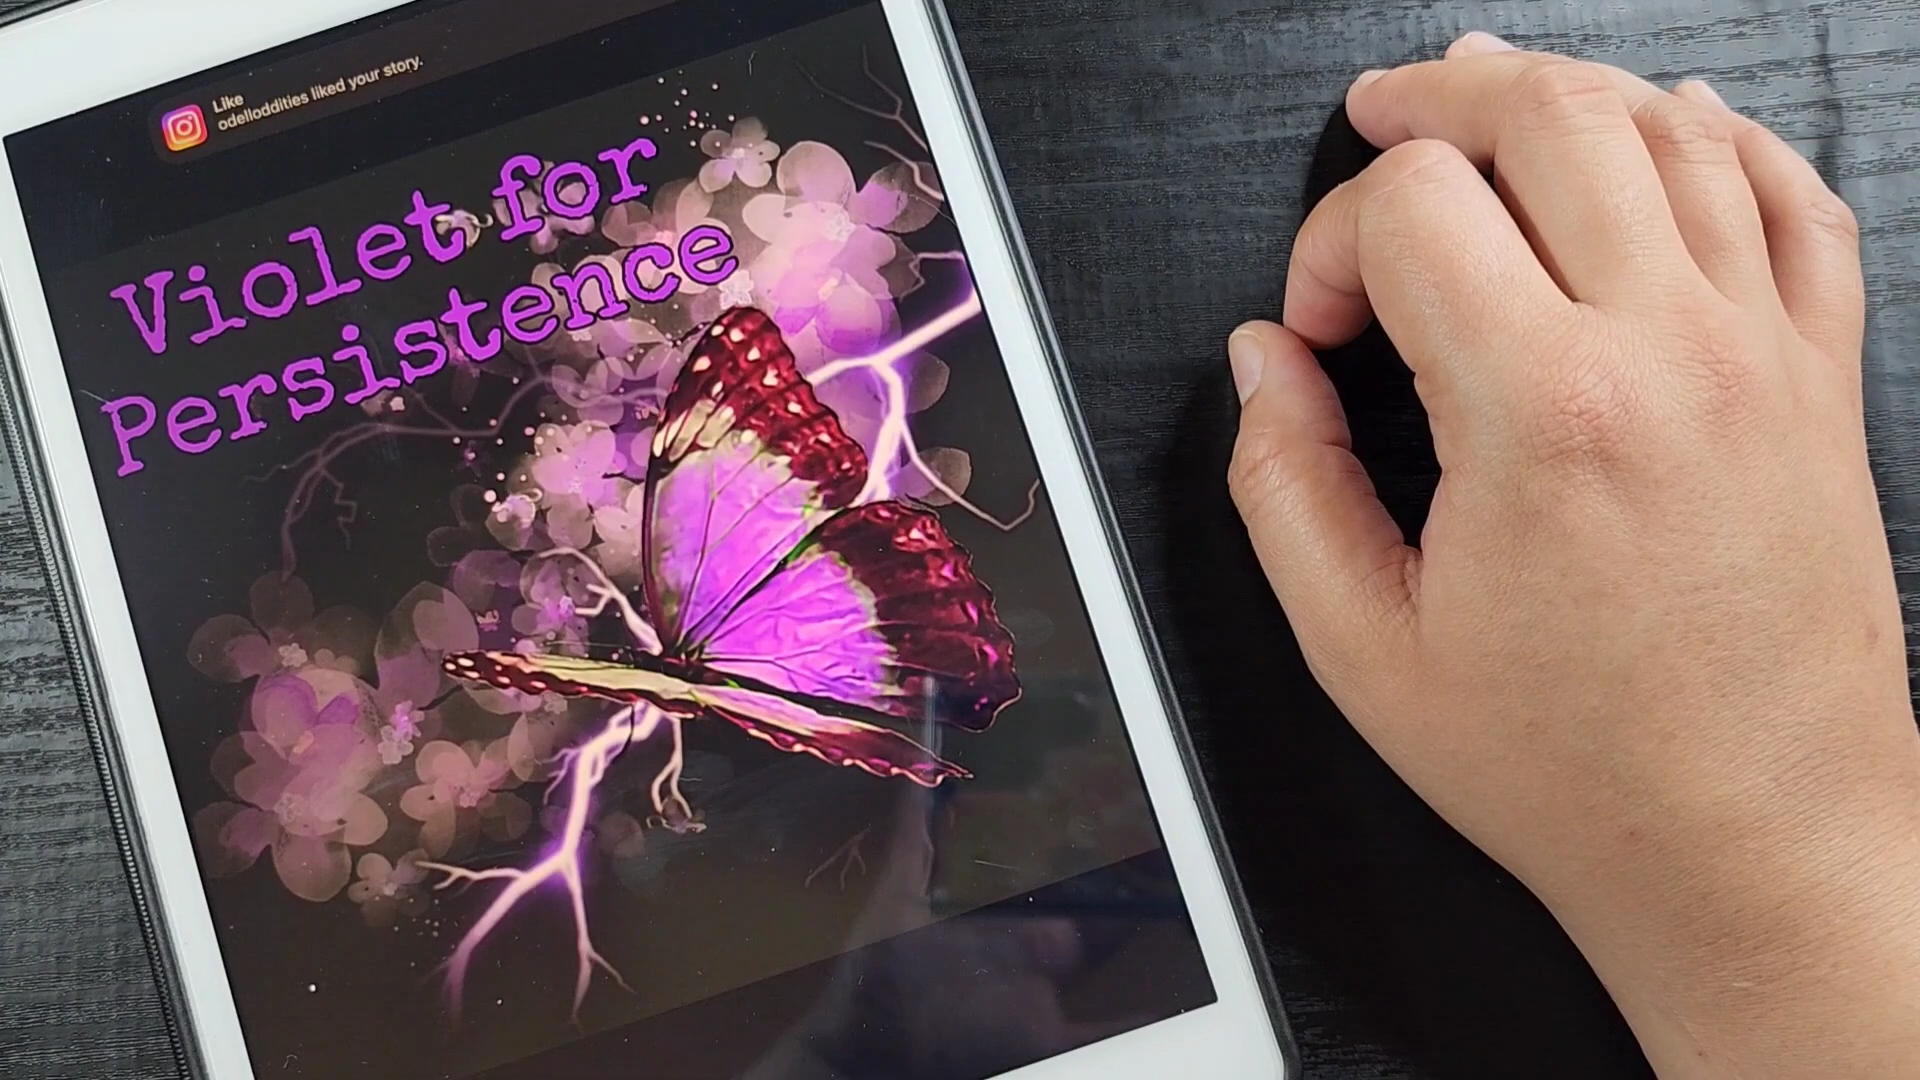 Like
odelloddities liked your story.
Violet for
Persistence